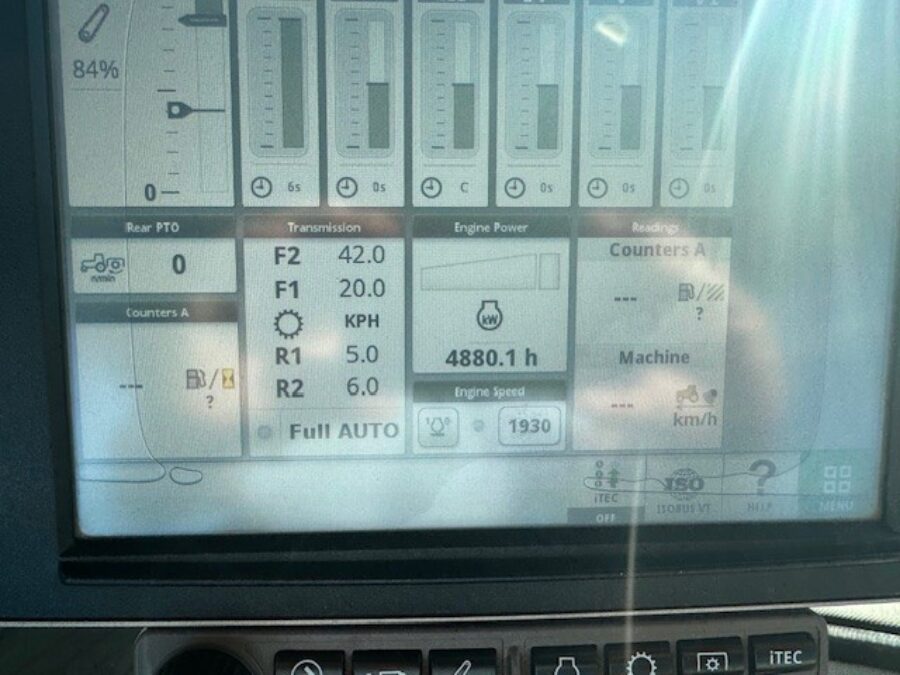 84%
0
6s
0s
C
0s
0s
0s
Rear PTO
n/min
0
Transmission
F2 42.0
F1 20.0
KPH
R1 5.0
R2 6.0
Full AUTO
Engine Power
kW
4880.1 h
Engine Speed
1930
Readings
Counters A
--- /
?
Machine
---
km/h
Counters A
--- /
?
iTEC
OFF
ISO
ISOBUS VT
?
HELP
MENU
iTEC